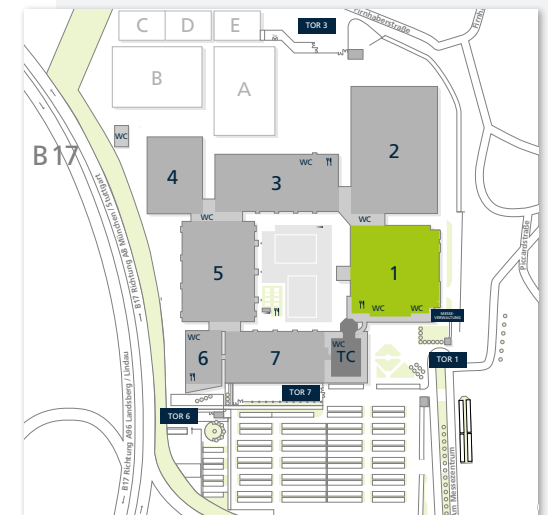 C
D
E
TOR 3
Firnhaberstraße
B
A
WC
B 17
2
WC
3
4
WC
WC
5
1
WC
WC
MESSE
VERWALTUNG
Piccardstraße
B17 Richtung A8 München/Stuttgart
WC
6
7
WC
TC
TOR 1
TOR 7
TOR 6
B17 Richtung A96 Landsberg / Lindau
Am Messezentrum